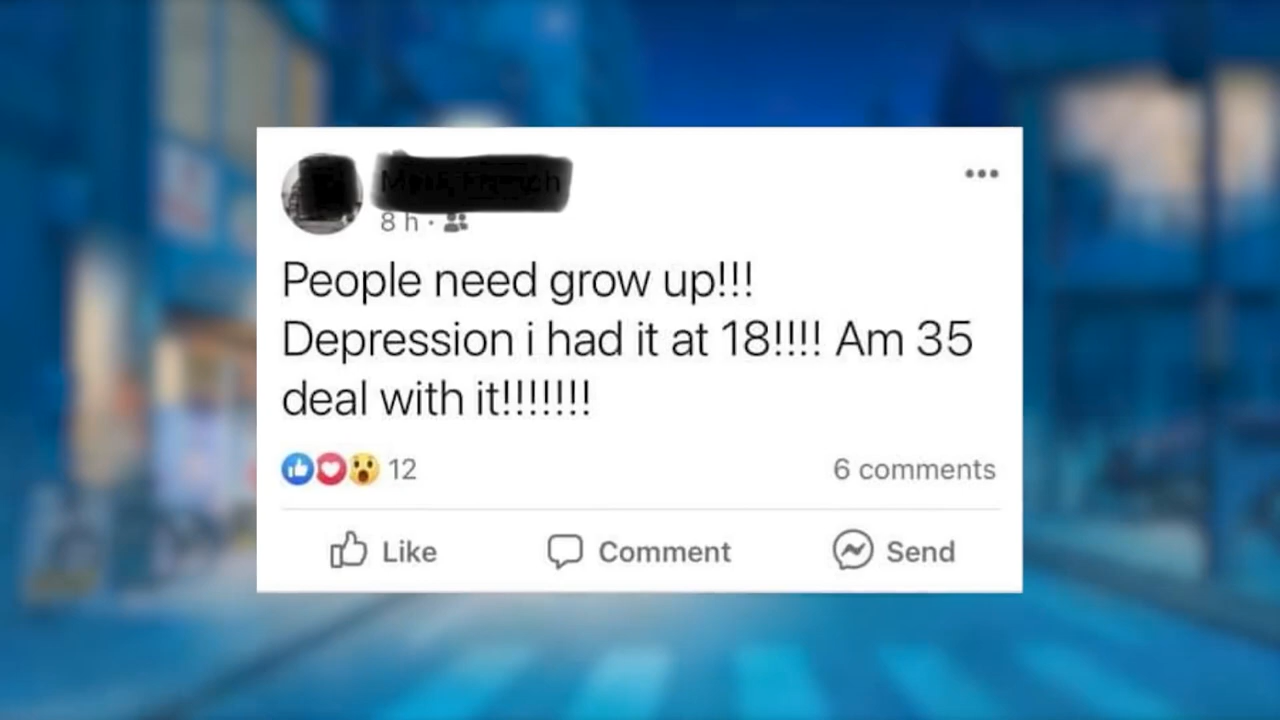 8 h ·
People need grow up!!!
Depression i had it at 18!!!! Am 35
deal with it!!!!!!!
12
6 comments
Like
Comment
Send